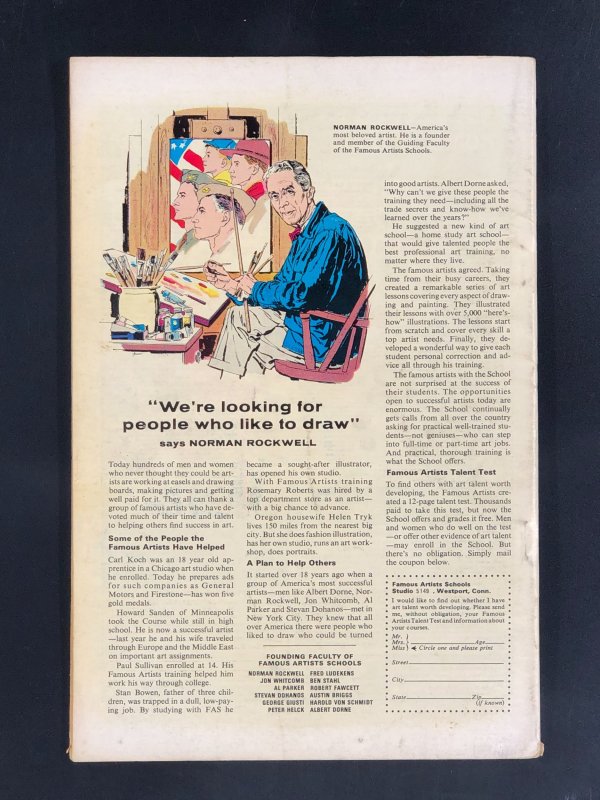 NORMAN ROCKWELL—America's
most beloved artist. He is a founder
and member of the Guiding Faculty
of the Famous Artists Schools.
"We're looking for
people who like to draw"
says NORMAN ROCKWELL
Today hundreds of men and women
who never thought they could be art-
ists are working at easels and drawing
boards, making pictures and getting
well paid for it. They all can thank a
group of famous artists who have de-
voted much of their time and talent
to helping others find success in art.
Some of the People the
Famous Artists Have Helped
Carl Koch was an 18 year old ap-
prentice in a Chicago art studio when
he enrolled. Today he prepares ads
for such companies as General
Motors and Firestone—has won five
gold medals.
Howard Sanden of Minneapolis
took the Course while still in high
school. He is now a successful artist
—last year he and his wife traveled
through Europe and the Middle East
on important art assignments.
Paul Sullivan enrolled at 14. His
Famous Artists training helped him
work his way through college.
Stan Bowen, father of three chil-
dren, was trapped in a dull, low-pay-
ing job. By studying with FAS he
became a sought-after illustrator,
has opened his own studio.
With Famous Artists training
Rosemary Roberts was hired by a
top department store as an artist—
with a big chance to advance.
Oregon housewife Helen Tryk
lives 150 miles from the nearest big
city. But she does fashion illustration,
has her own studio, runs an art work-
shop, does portraits.
A Plan to Help Others
It started over 18 years ago when a
group of America's most successful
artists—men like Albert Dorne, Nor-
man Rockwell, Jon Whitcomb, Al
Parker and Stevan Dohanos—met in
New York City. They knew that all
over America there were people who
liked to draw who could be turned
FOUNDING FACULTY OF
FAMOUS ARTISTS SCHOOLS
NORMAN ROCKWELL FRED LUDEKENS
JON WHITCOMB BEN STAHL
AL PARKER ROBERT FAWCETT
STEVAN DOHANOS AUSTIN BRIGGS
GEORGE GIUSTI HAROLD VON SCHMIDT
PETER HELCK ALBERT DORNE
into good artists. Albert Dorne asked,
"Why can't we give these people the
training they need—including all the
trade secrets and know-how we've
learned over the years?"
He suggested a new kind of art
school—a home study art school—
that would give talented people the
best professional art training, no
matter where they live.
The famous artists agreed. Taking
time from their busy careers, they
created a remarkable series of art
lessons covering every aspect of draw-
ing and painting. They illustrated
their lessons with over 5,000 "here's-
how" illustrations. The lessons start
from scratch and cover every skill a
top artist needs. Finally, they de-
veloped a wonderful way to give each
student personal correction and ad-
vice all through his training.
The famous artists with the School
are not surprised at the success of
their students. The opportunities
open to successful artists today are
enormous. The School continually
gets calls from all over the country
asking for practical well-trained stu-
dents—not geniuses—who can step
into full-time or part-time art jobs.
And practical, thorough training is
what the School offers.
Famous Artists Talent Test
To find others with art talent worth
developing, the Famous Artists cre-
ated a 12-page talent test. Thousands
paid to take this test, but now the
School offers and grades it free. Men
and women who do well on the test
—or offer other evidence of art talent
—may enroll in the School. But
there's no obligation. Simply mail
the coupon below.
Famous Artists Schools
Studio 5149, Westport, Conn.
I would like to find out whether I have
art talent worth developing. Please send
me, without obligation, your Famous
Artists Talent Test and information about
your courses.
Mr.
Mrs. Age
Miss Circle one and please print
Street
City
State Zip
(if known)